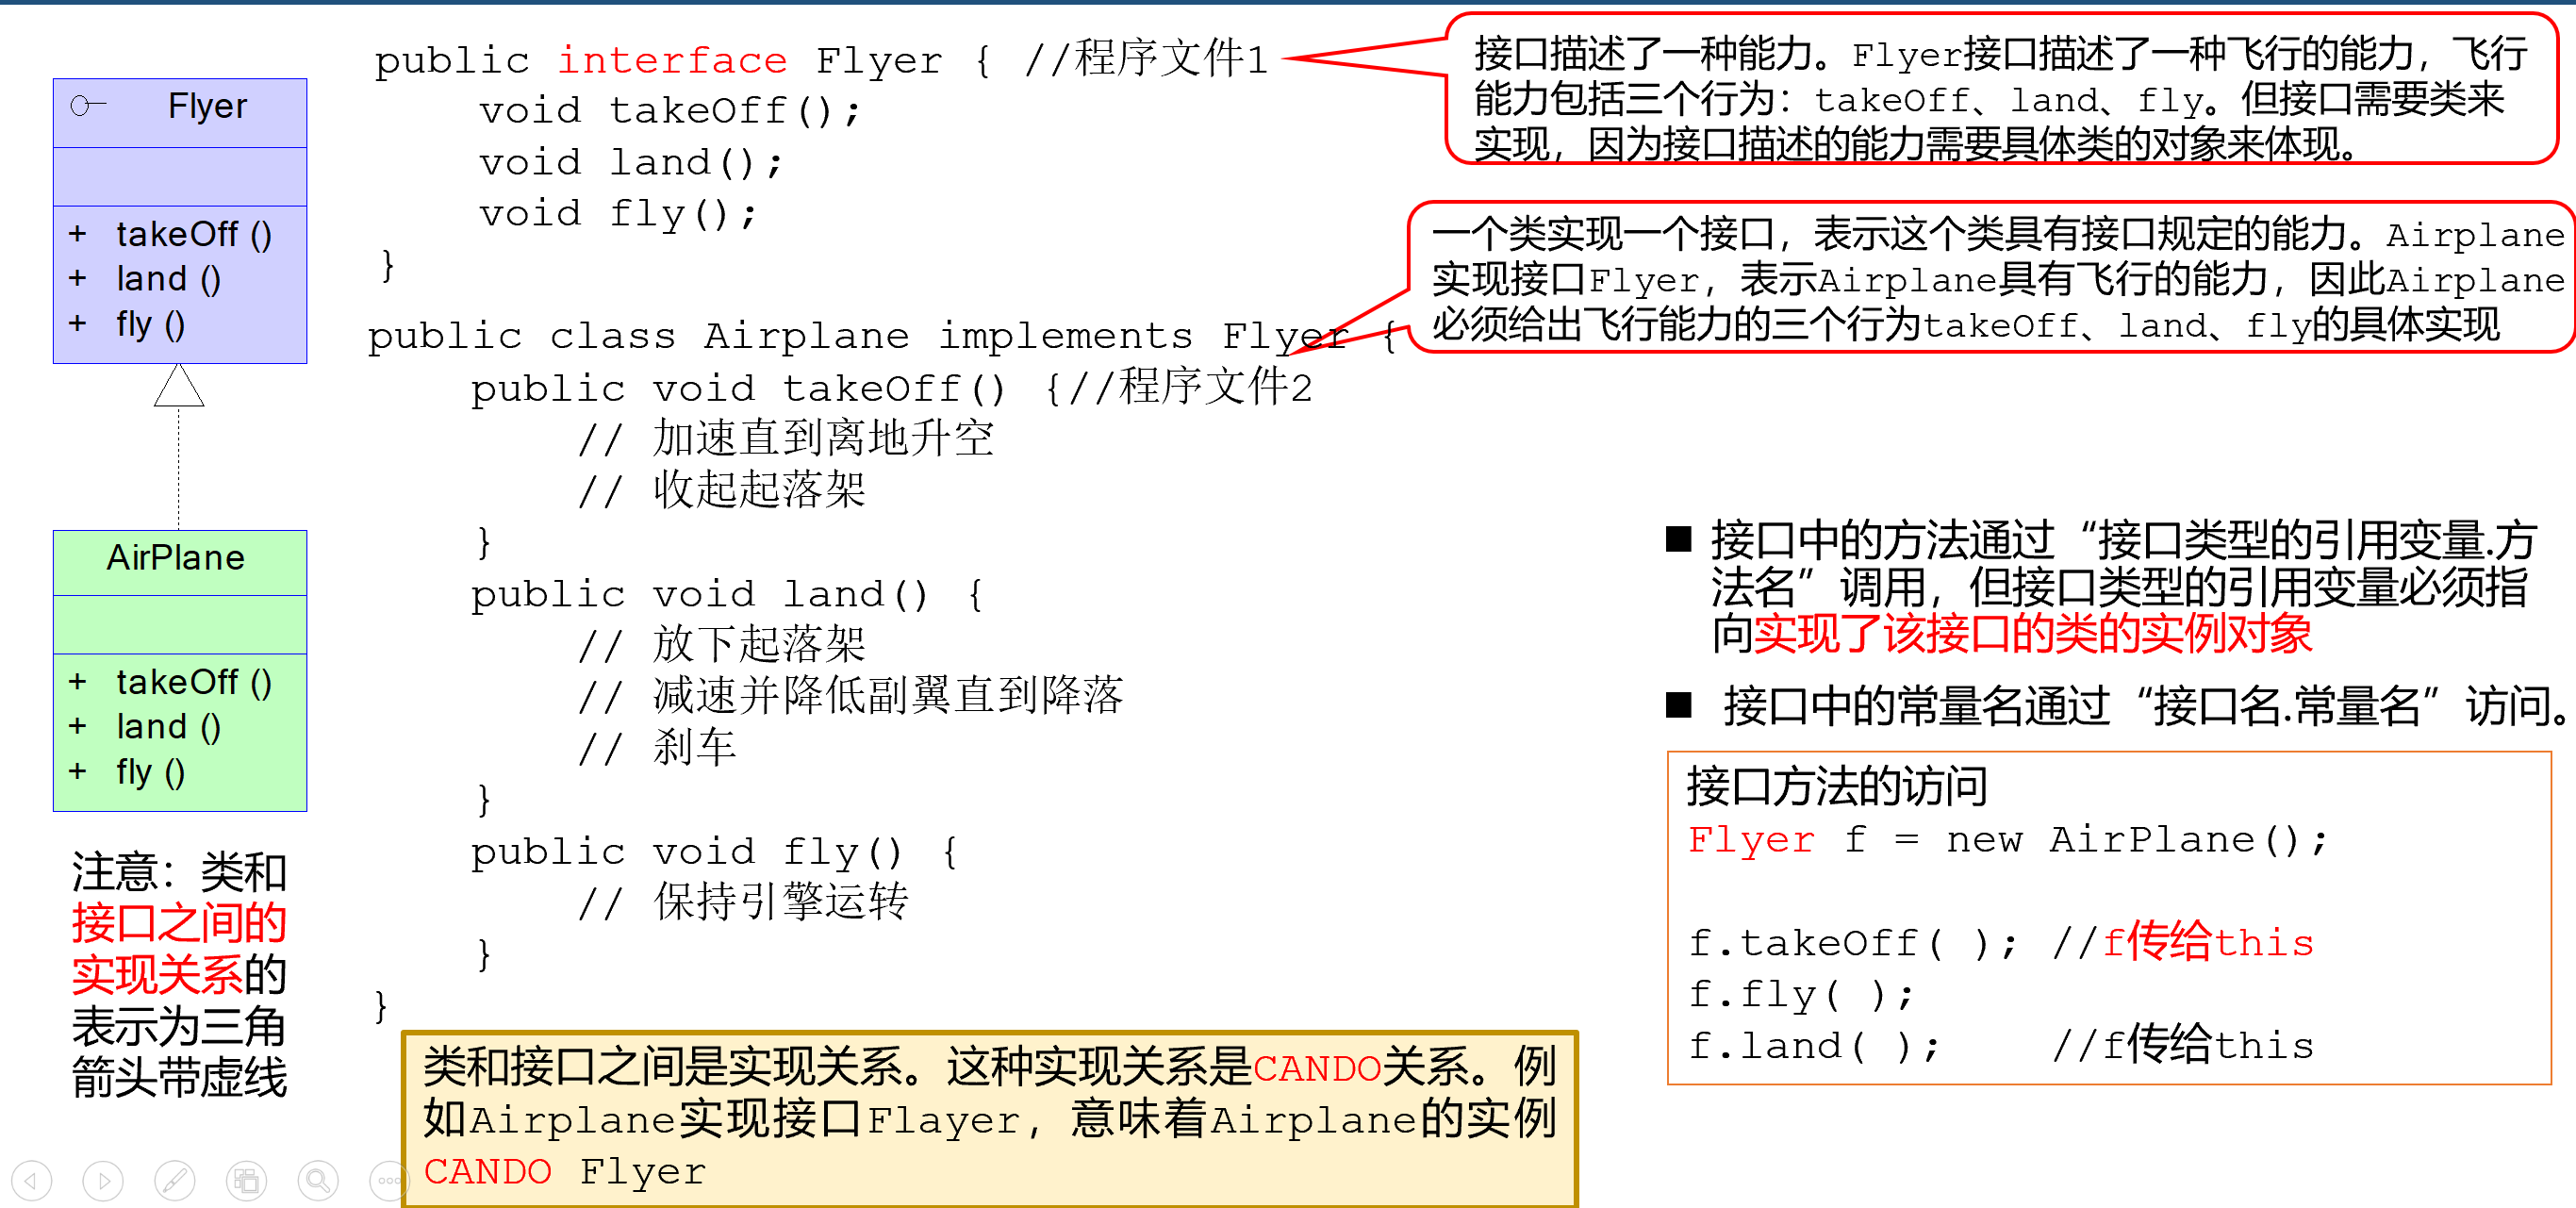 Flyer
+ takeOff ()
+ land ()
+ fly ()
AirPlane
+ takeOff ()
+ land ()
+ fly ()
注意：类和
接口之间的
实现关系的
表示为三角
箭头带虚线
public interface Flyer { //程序文件1
void takeOff();
void land();
void fly();
}
public class Airplane implements Flyer {
public void takeOff() {//程序文件2
// 加速直到离地升空
// 收起起落架
}
public void land() {
// 放下起落架
// 减速并降低副翼直到降落
// 刹车
}
public void fly() {
// 保持引擎运转
}
}
类和接口之间是实现关系。这种实现关系是CANDO关系。例
如Airplane实现接口Flayer，意味着Airplane的实例
CANDO Flyer
接口描述了一种能力。Flyer接口描述了一种飞行的能力，飞行
能力包括三个行为：takeOff、land、fly。但接口需要类来
实现，因为接口描述的能力需要具体类的对象来体现。
一个类实现一个接口，表示这个类具有接口规定的能力。Airplane
实现接口Flyer，表示Airplane具有飞行的能力，因此Airplane
必须给出飞行能力的三个行为takeOff、land、fly的具体实现
■ 接口中的方法通过“接口类型的引用变量.方
法名”调用，但接口类型的引用变量必须指
向实现了该接口的类的实例对象
■ 接口中的常量名通过“接口名.常量名”访问。
接口方法的访问
Flyer f = new AirPlane();
f.takeOff( ); //f传给this
f.fly( );
f.land( ); //f传给this